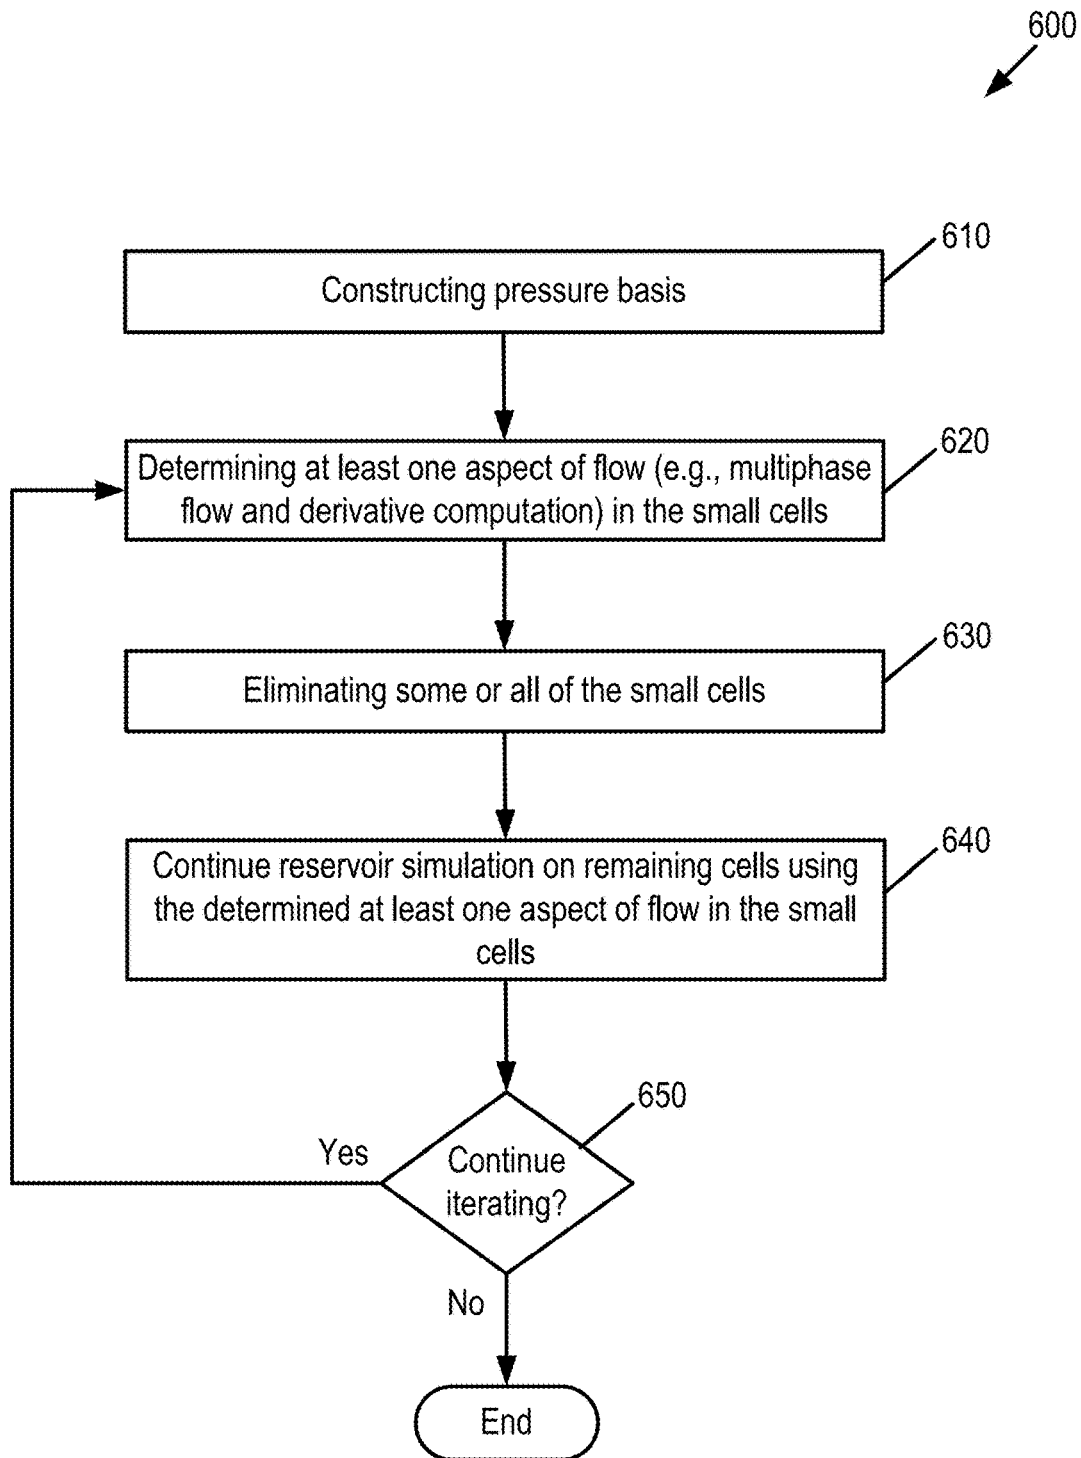 600
610
Constructing pressure basis
620
Determining at least one aspect of flow (e.g., multiphase
flow and derivative computation) in the small cells
630
Eliminating some or all of the small cells
640
Continue reservoir simulation on remaining cells using
the determined at least one aspect of flow in the small
cells
650
Yes
Continue
iterating?
No
End